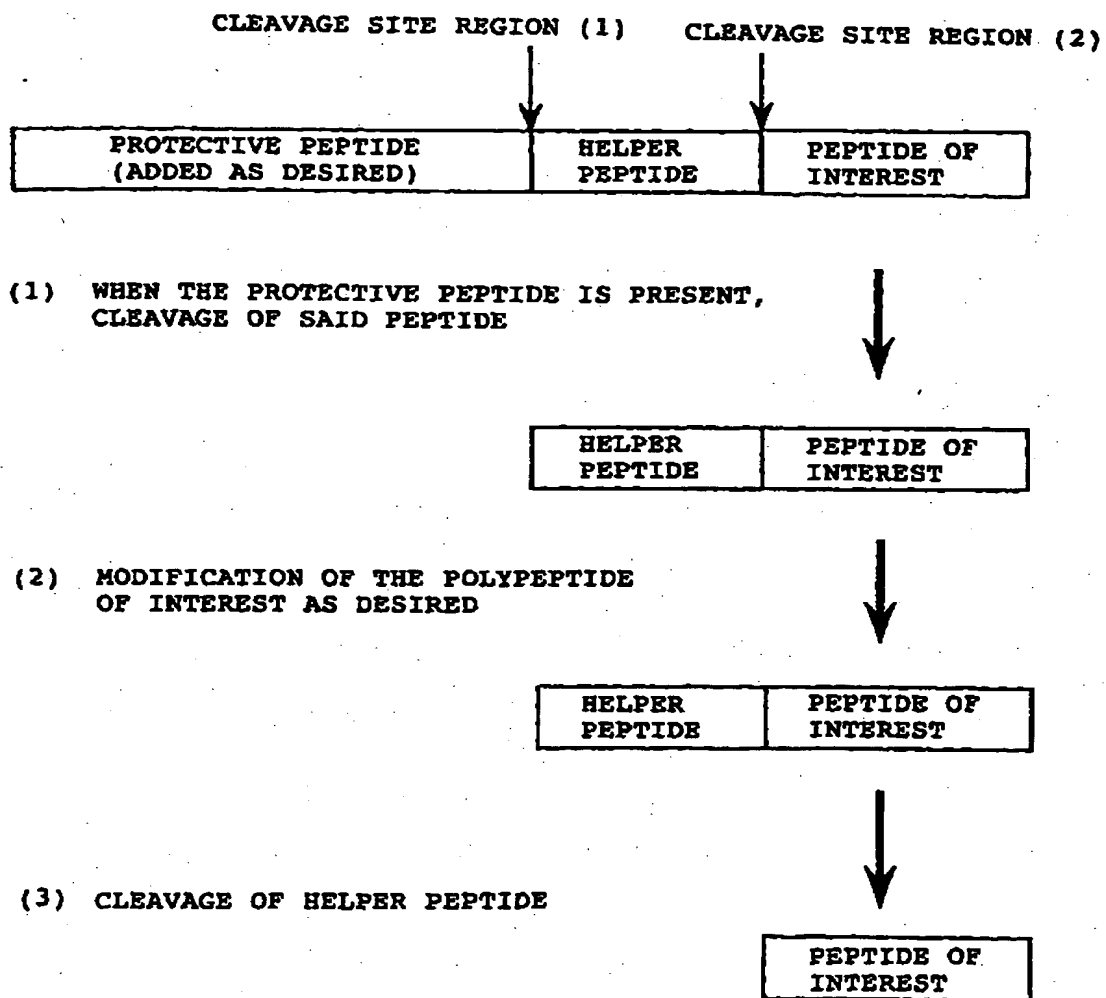 CLEAVAGE SITE REGION (1)
CLEAVAGE SITE REGION (2)
PROTECTIVE PEPTIDE
(ADDED AS DESIRED)
HELPER
PEPTIDE
PEPTIDE OF
INTEREST
(1) WHEN THE PROTECTIVE PEPTIDE IS PRESENT,
CLEAVAGE OF SAID PEPTIDE
HELPER
PEPTIDE
PEPTIDE OF
INTEREST
(2) MODIFICATION OF THE POLYPEPTIDE
OF INTEREST AS DESIRED
HELPER
PEPTIDE
PEPTIDE OF
INTEREST
(3) CLEAVAGE OF HELPER PEPTIDE
PEPTIDE OF
INTEREST